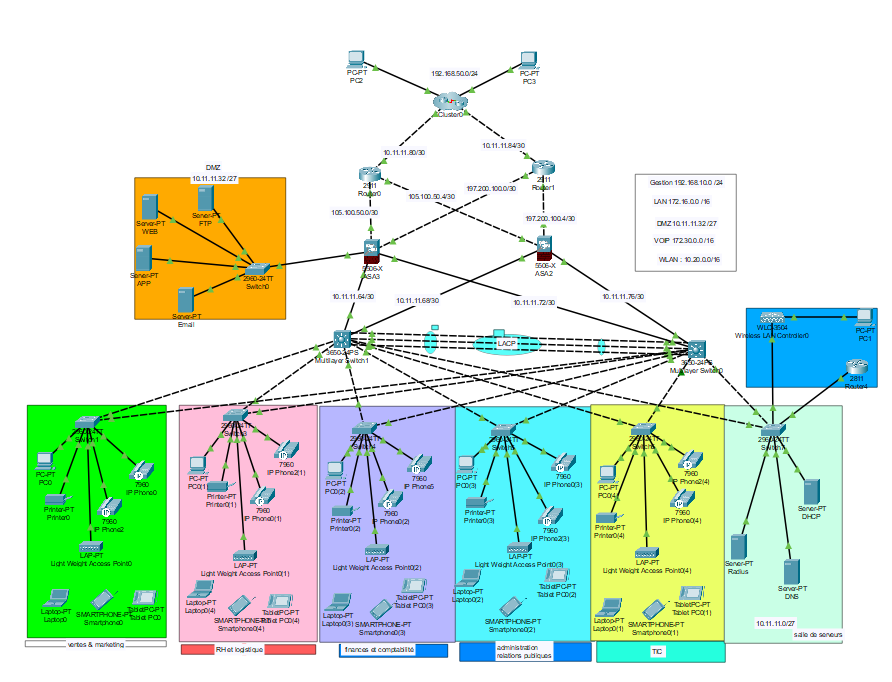 PC-PT
PC2
192.168.50.0/24
PC-PT
PC3
Cluster0
10.11.11.80/30
10.11.11.84/30
2911
Router0
Router1
105.100.50.4/30
197.200.100.0/30
105.100.50.0/30
197.200.100.4/30
DMZ
10.11.11.32 /27
Server-PT
FTP
Server-PT
WEB
Server-PT
APP
2960-24TT
Switch0
Server-PT
Email
5506-X
ASA3
5506-X
ASA2
Gestion 192.168.10.0 /24
LAN 172.16.0.0 /16
DMZ 10.11.11.32 /27
VOIP 172.30.0.0 /16
WLAN : 10.20.0.0/16
10.11.11.64/30
10.11.11.68/30
10.11.11.72/30
10.11.11.76/30
3650-24PS
Multilayer Switch1
LACP
3650-24PS
Multilayer Switch0
WLC-3504
Wireless LAN Controller0
PC-PT
PC1
2811
Router4
2960-24TT
Switch1
PC-PT
PC0
7960
IP Phone0
Printer-PT
Printer0
7960
IP Phone2
LAP-PT
Light Weight Access Point0
Laptop-PT
Laptop0
SMARTPHONE-PT
Smartphone0
TabletPC-PT
Tablet PC0
ventes & marketing
2960-24TT
Switch3
PC-PT
PC0(1)
7960
IP Phone2(1)
Printer-PT
Printer0(1)
7960
IP Phone0(1)
LAP-PT
Light Weight Access Point0(1)
Laptop-PT
Laptop0(4)
SMARTPHONE-PT
Smartphone0(4)
TabletPC-PT
Tablet PC0(4)
RH et logistique
2960-24TT
PC-PT
PC0(2)
7960
IP Phone5
Printer-PT
Printer0(2)
7960
IP Phone0(2)
LAP-PT
Light Weight Access Point0(2)
Laptop-PT
Laptop0(3)
SMARTPHONE-PT
Smartphone0(3)
TabletPC-PT
Tablet PC0(3)
finances et comptabilité
2960-24TT
PC-PT
PC0(3)
7960
IP Phone0(3)
Printer-PT
Printer0(3)
7960
IP Phone2(3)
LAP-PT
Light Weight Access Point0(3)
Laptop-PT
Laptop0(2)
SMARTPHONE-PT
Smartphone0(2)
TabletPC-PT
Tablet PC0(2)
administration
relations publiques
2960-24TT
PC-PT
PC0(4)
7960
IP Phone2(4)
Printer-PT
Printer0(4)
7960
IP Phone0(4)
LAP-PT
Light Weight Access Point0(4)
Laptop-PT
Laptop0(1)
SMARTPHONE-PT
Smartphone0(1)
TabletPC-PT
Tablet PC0(1)
TIC
2960-24TT
Switch7
Server-PT
DHCP
Server-PT
Radius
Server-PT
DNS
10.11.11.0/27
salle de serveurs